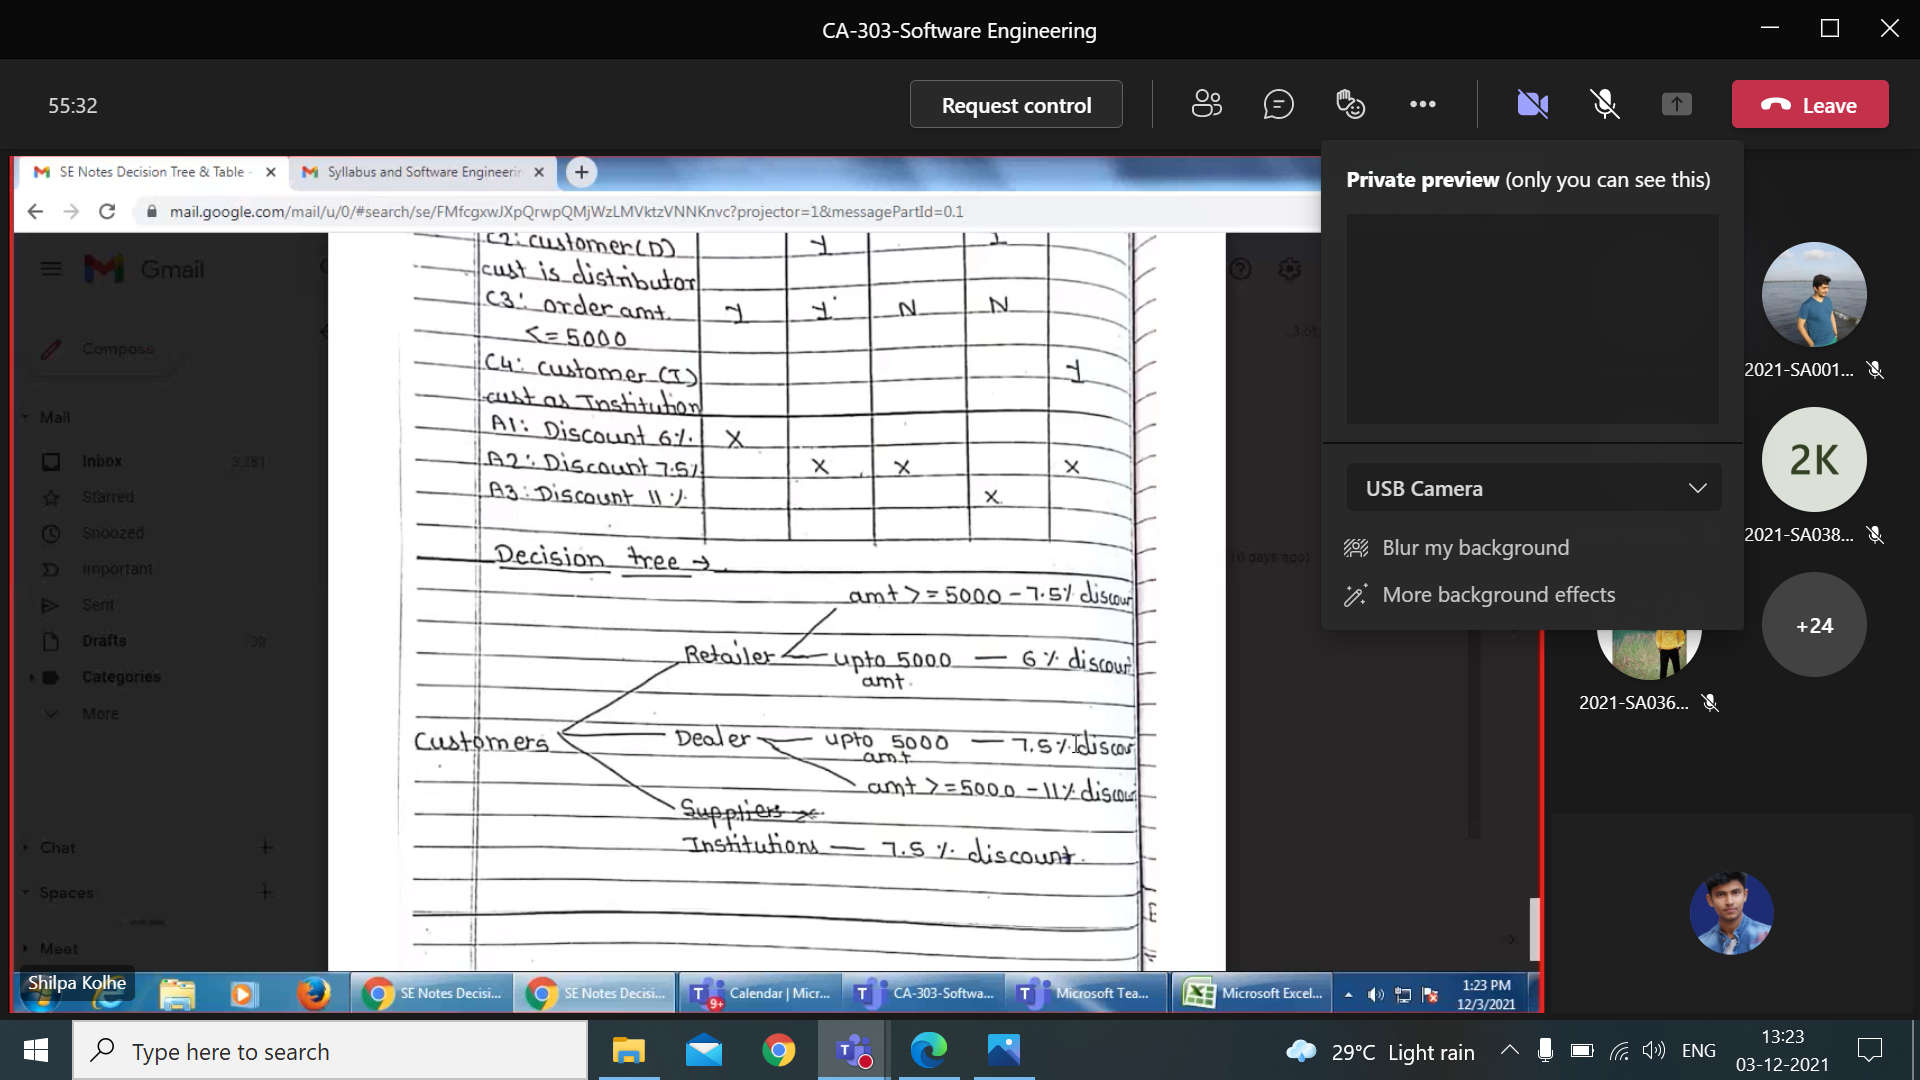 CA-303-Software Engineering
55:32
Request control
Leave
SE Notes Decision Tree & Table -
Syllabus and Software Engineerin
mail.google.com/mail/u/0/#search/se/FMfcgxwJXpQrwpQMjWzLMVktzVNNKnvc?projector=1&messagePartId=0.1
Private preview (only you can see this)
USB Camera
Blur my background
More background effects
2021-SA001...
2K
2021-SA038...
+24
2021-SA036...
Gmail
Compose
Mail
Inbox
Starred
Snoozed
Important
Sent
Drafts
Categories
More
Chat
Spaces
Meet
C2: customer(D) Y Y
cust is distributor
C3: order amt. Y Y N N
<= 5000
C4: customer (I) Y
cust as Institution
A1: Discount 6%. X
A2: Discount 7.5% X X X
A3: Discount 11 % X
Decision tree →
amt >= 5000 - 7.5% discoun
Retailer upto 5000 — 6 % discount
amt.
Customers Dealer upto 5000 — 7.5% discou
amt
amt >= 5000 - 11% discou
Suppliers
Institutions — 7.5 % discount.
Shilpa Kolhe
SE Notes Decisi...
SE Notes Decisi...
9+
Calendar | Micr...
CA-303-Softwa...
Microsoft Tea...
Microsoft Excel...
1:23 PM
12/3/2021
Type here to search
29°C Light rain
ENG
13:23
03-12-2021